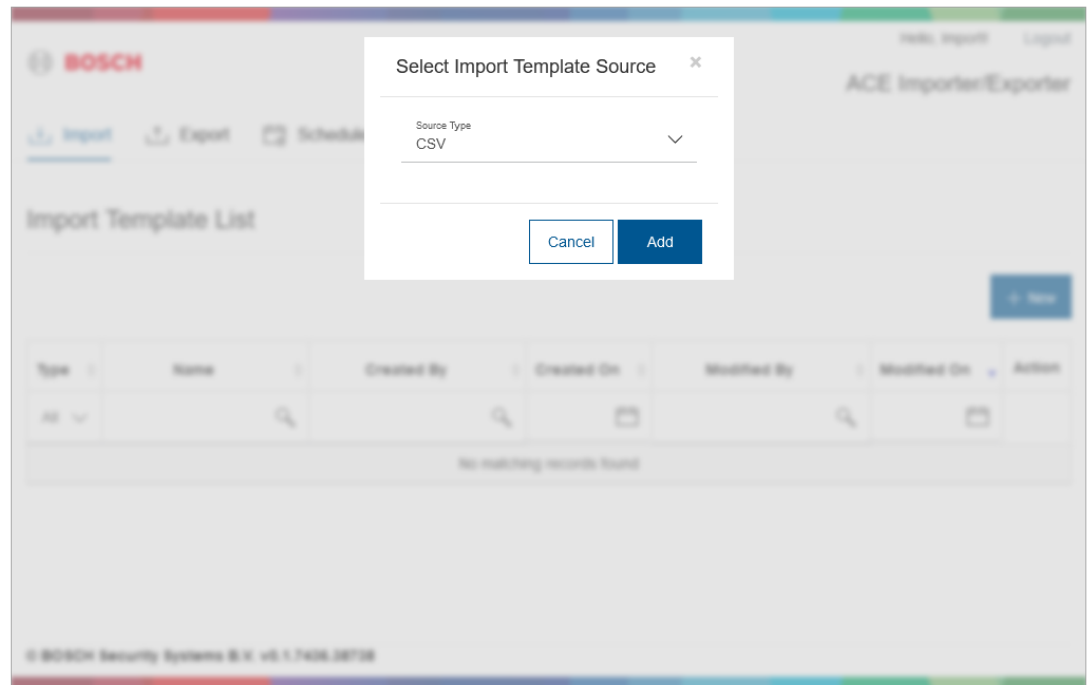 Hello, Import!
Logout
BOSCH
ACE Importer/Exporter
Select Import Template Source
×
Source Type
CSV
Cancel
Add
Import
Export
Import Template List
+ New
Type
Name
Created By
Created On
Modified By
Modified On
Action
All
No matching records found
© BOSCH Security Systems B.V.